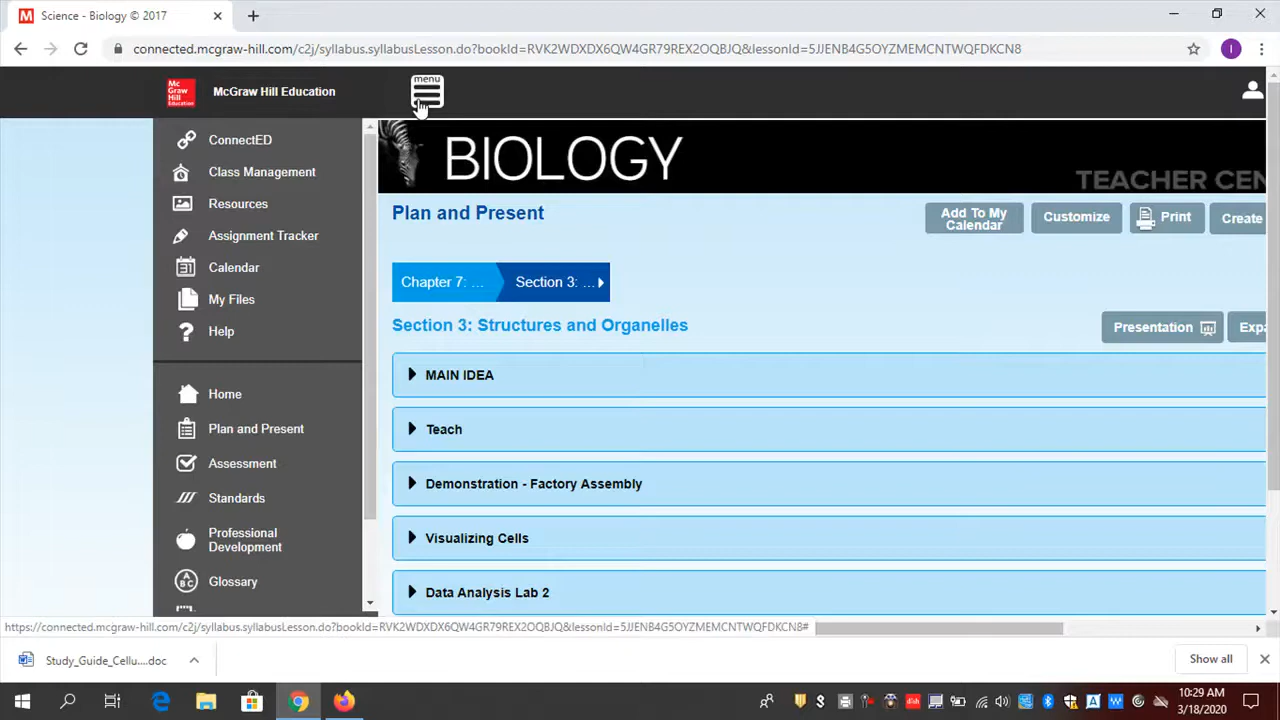 Science - Biology © 2017
connected.mcgraw-hill.com/c2j/syllabus.syllabusLesson.do?bookId=RVK2WDXDX6QW4GR79REX2OQBJQ&lessonId=5JJENB4G5OYZMEMCNTWQFDKCN8
Mc Graw Hill Education
McGraw Hill Education
menu
ConnectED
Class Management
Resources
Assignment Tracker
Calendar
My Files
Help
Home
Plan and Present
Assessment
Standards
Professional
Development
Glossary
BIOLOGY
TEACHER CEN
Plan and Present
Add To My
Calendar
Customize
Print
Create
Chapter 7: ...
Section 3: ...
Section 3: Structures and Organelles
Presentation
Expa
MAIN IDEA
Teach
Demonstration - Factory Assembly
Visualizing Cells
Data Analysis Lab 2
https://connected.mcgraw-hill.com/c2j/syllabus.syllabusLesson.do?bookId=RVK2WDXDX6QW4GR79REX2OQBJQ&lessonId=5JJENB4G5OYZMEMCNTWQFDKCN8#
Study_Guide_Cellu....doc
Show all
10:29 AM
3/18/2020